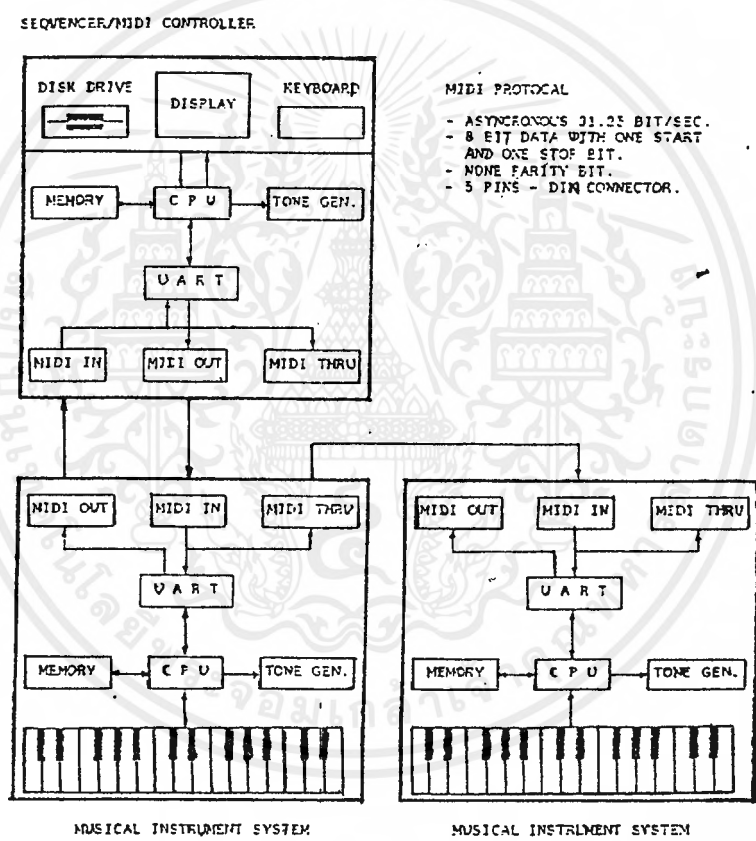 SEQUENCER/MIDI CONTROLLER
DISK DRIVE
DISPLAY
KEYBOARD
MEMORY
C P U
TONE GEN.
U A R T
MIDI IN
MIDI OUT
MIDI THRU
MIDI PROTOCAL
- ASYNCRONOUS 31.25 BIT/SEC.
- 8 BIT DATA WITH ONE START
AND ONE STOP BIT.
- NONE PARITY BIT.
- 5 PINS - DIN CONNECTOR.
MIDI OUT
MIDI IN
MIDI THRU
U A R T
MEMORY
C P U
TONE GEN.
MUSICAL INSTRUMENT SYSTEM
MIDI OUT
MIDI IN
MIDI THRU
U A R T
MEMORY
C P U
TONE GEN.
MUSICAL INSTRUMENT SYSTEM